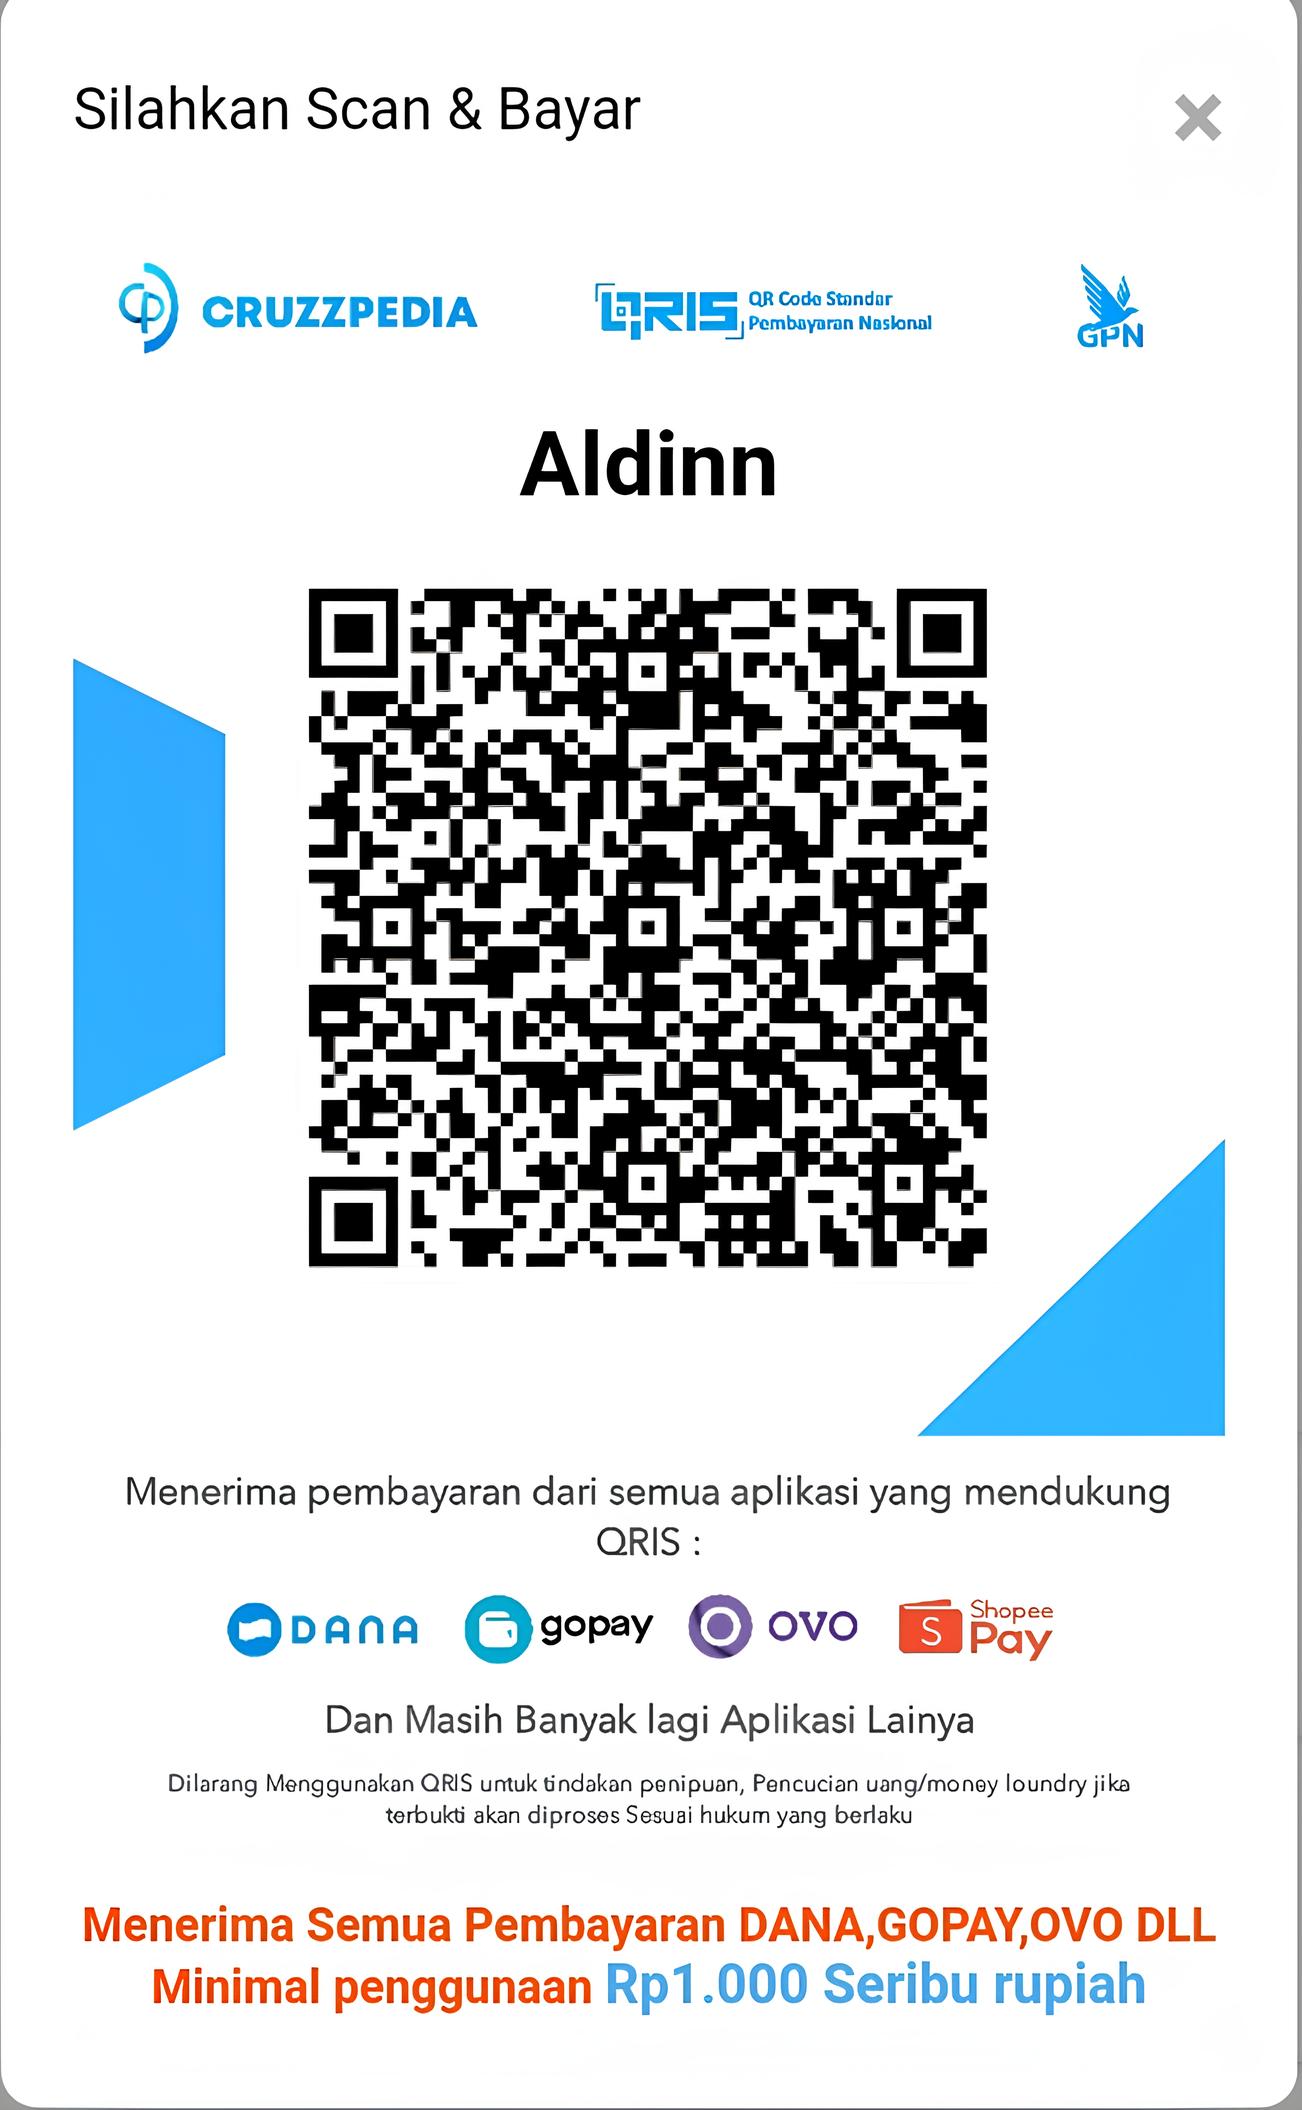 Silahkan Scan & Bayar
CRUZZPEDIA
QRIS
QR Code Standar
Pembayaran Nasional
GPN
Aldinn
Menerima pembayaran dari semua aplikasi yang mendukung
QRIS :
DANA
gopay
OVO
S
Shopee
Pay
Dan Masih Banyak lagi Aplikasi Lainya
Dilarang Menggunakan QRIS untuk tindakan penipuan, Pencucian uang/money loundry jika
terbukti akan diproses Sesuai hukum yang berlaku
Menerima Semua Pembayaran DANA,GOPAY,OVO DLL
Minimal penggunaan Rp1.000 Seribu rupiah